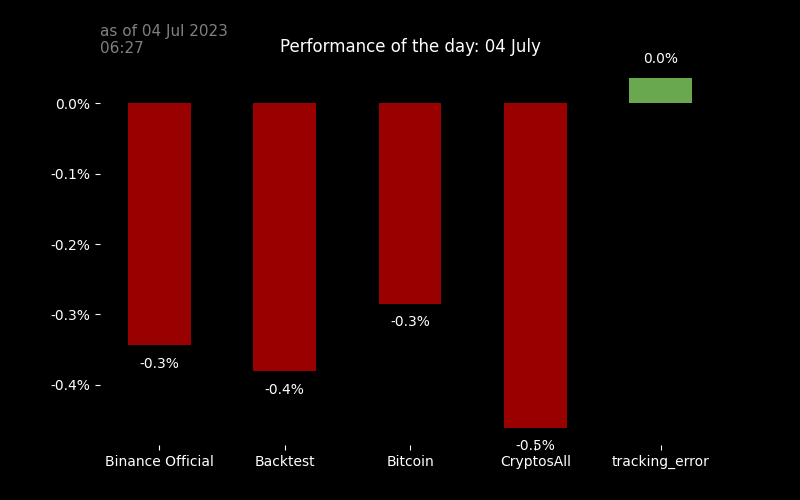 as of 04 Jul 2023
06:27
Performance of the day: 04 July
0.0%
0.0%
-0.1%
-0.2%
-0.3%
-0.3%
-0.3%
-0.4%
-0.4%
-0.5%
Binance Official
Backtest
Bitcoin
CryptosAll
tracking_error